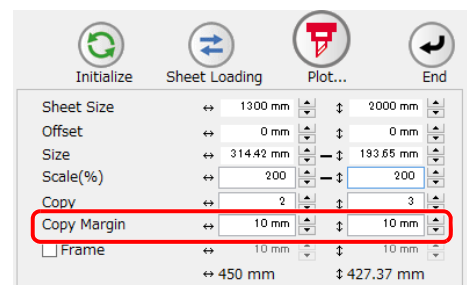 Initialize Sheet Loading Plot... End
Sheet Size ↔ 1300 mm ↕ 2000 mm
Offset ↔ 0 mm ↕ 0 mm
Size ↔ 314.42 mm ↕ 193.65 mm
Scale(%) ↔ 200 ↕ 200
Copy ↔ 2 ↕ 3
Copy Margin ↔ 10 mm ↕ 10 mm
Frame ↔ 10 mm ↕ 10 mm
↔ 450 mm ↕ 427.37 mm